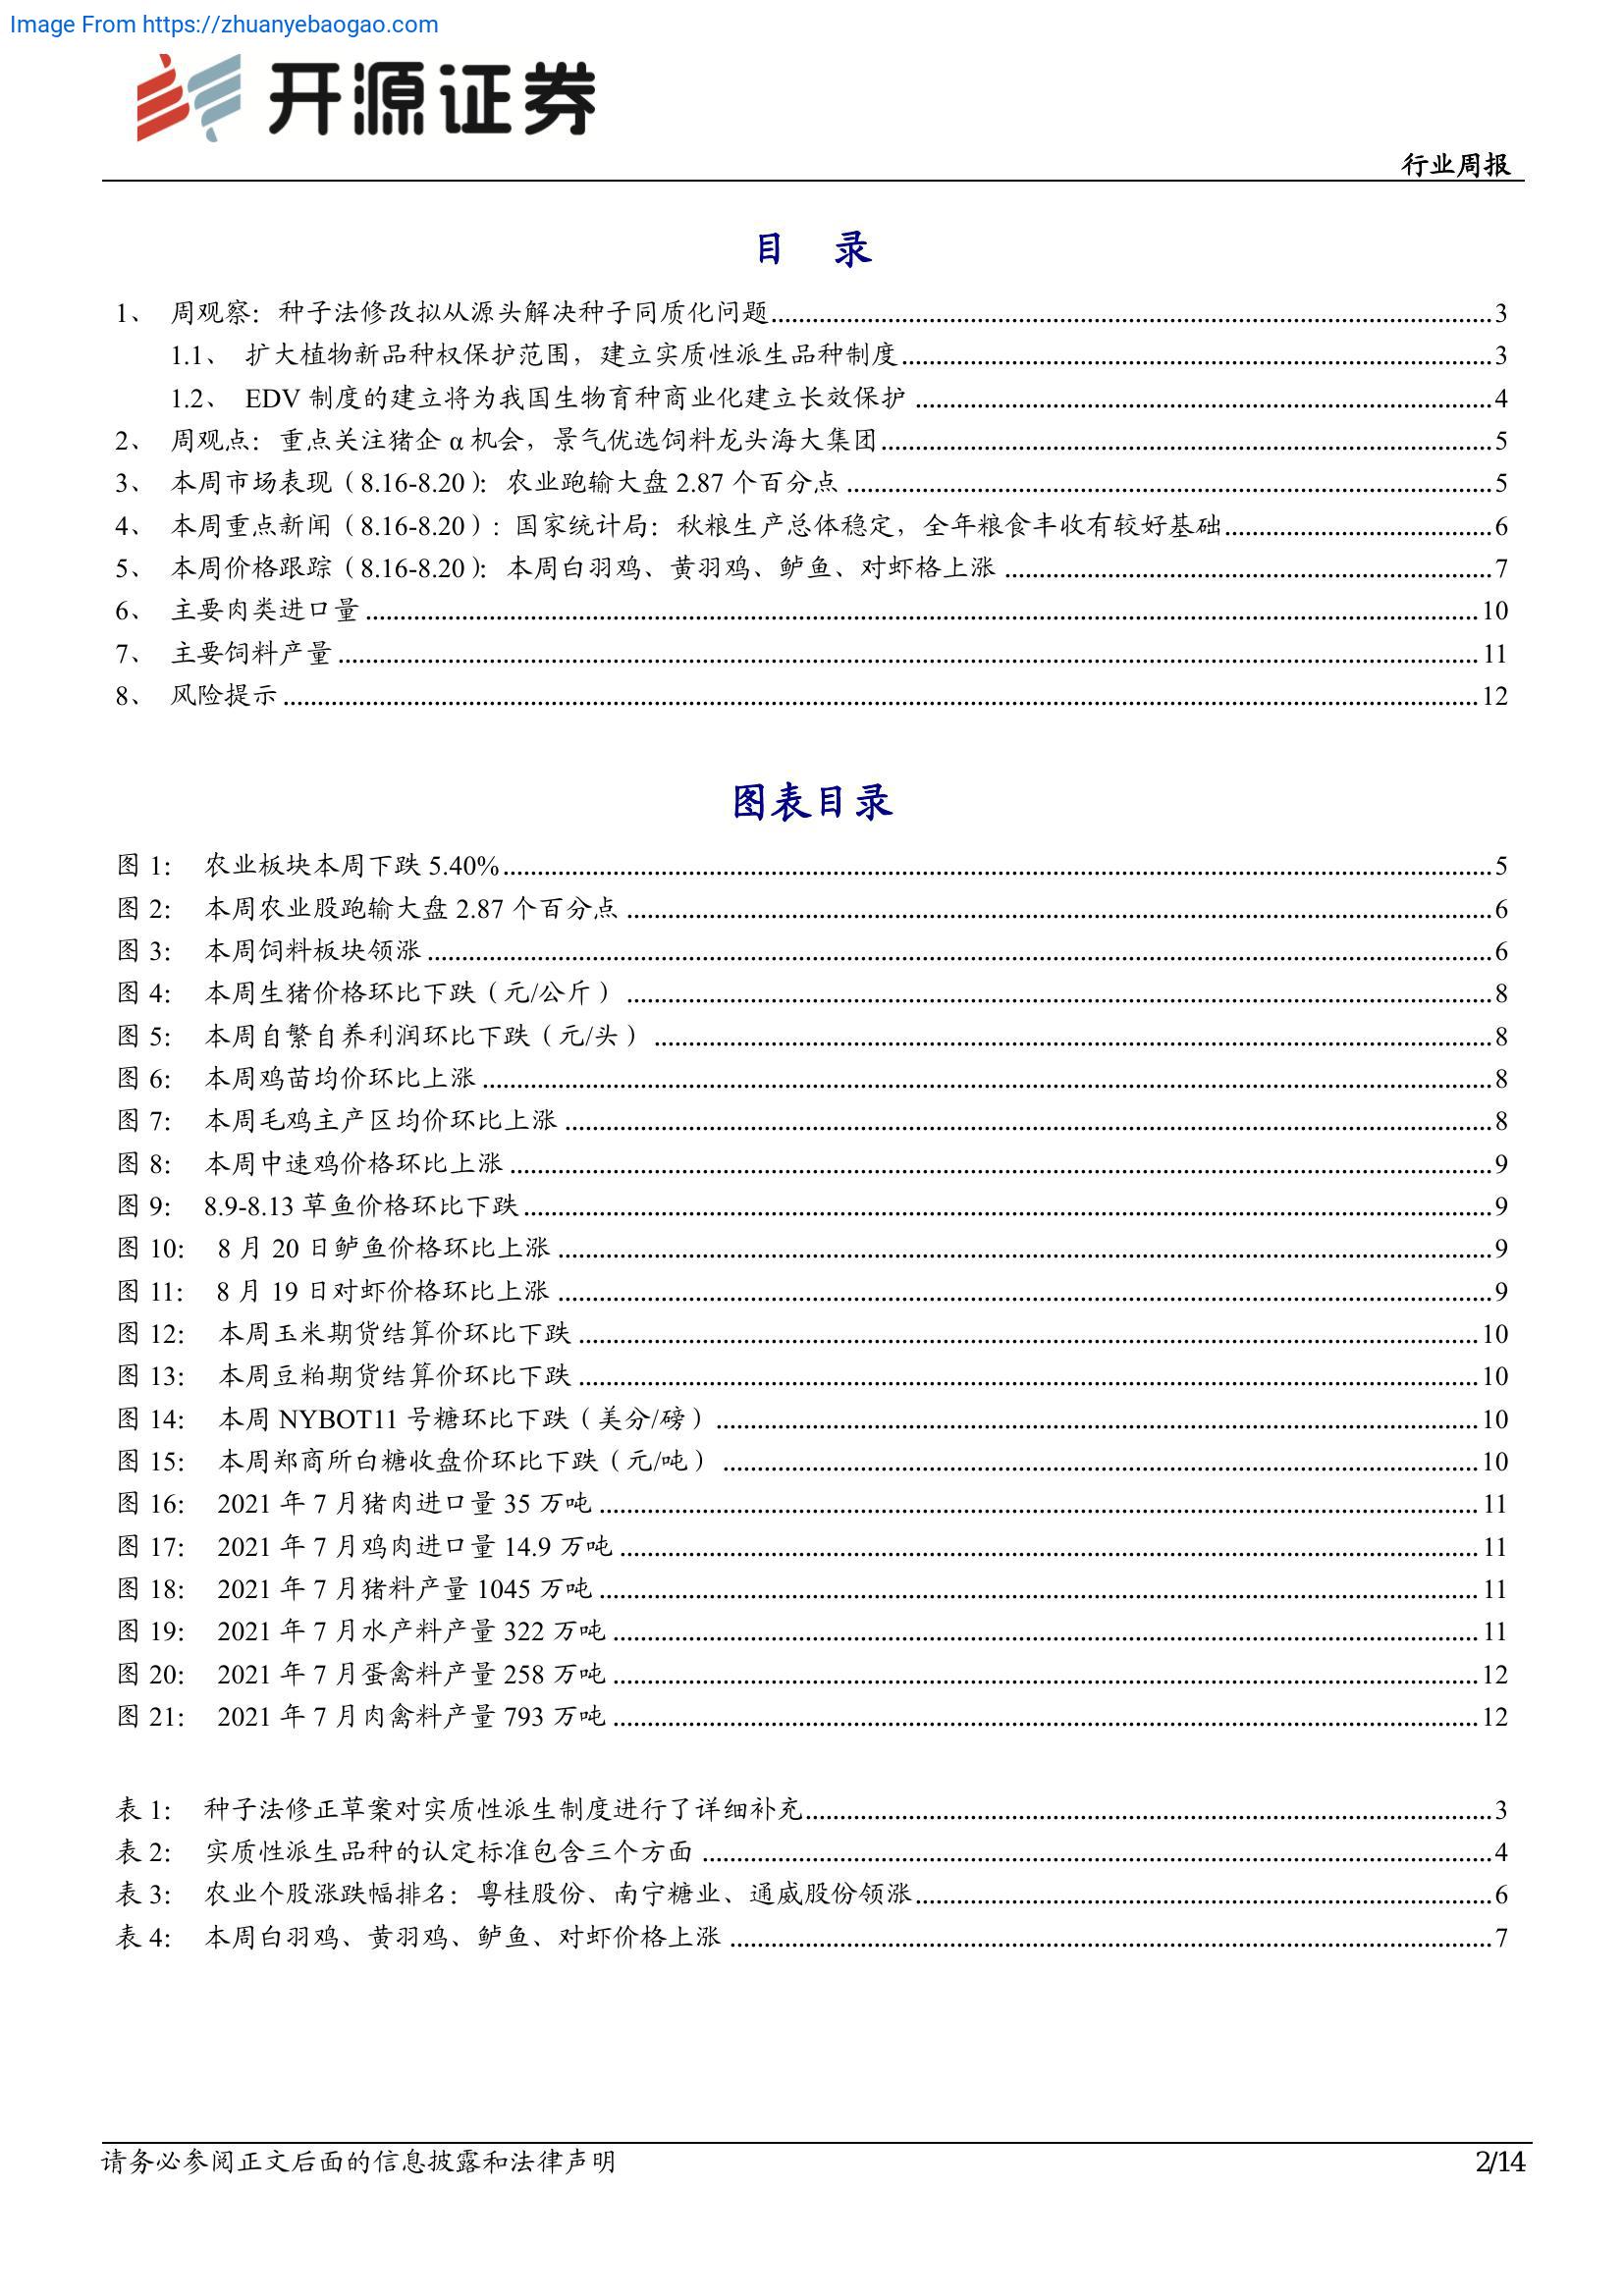 Image From https://zhuanyebaogao.com
开源证券
行业周报
目 录
1、 周观察：种子法修改拟从源头解决种子同质化问题 3
1.1、 扩大植物新品种权保护范围，建立实质性派生品种制度 3
1.2、 EDV 制度的建立将为我国生物育种商业化建立长效保护 4
2、 周观点：重点关注猪企 α 机会，景气优选饲料龙头海大集团 5
3、 本周市场表现（8.16-8.20）：农业跑输大盘 2.87 个百分点 5
4、 本周重点新闻（8.16-8.20）：国家统计局：秋粮生产总体稳定，全年粮食丰收有较好基础 6
5、 本周价格跟踪（8.16-8.20）：本周白羽鸡、黄羽鸡、鲈鱼、对虾格上涨 7
6、 主要肉类进口量 10
7、 主要饲料产量 11
8、 风险提示 12
图表目录
图 1： 农业板块本周下跌 5.40% 5
图 2： 本周农业股跑输大盘 2.87 个百分点 6
图 3： 本周饲料板块领涨 6
图 4： 本周生猪价格环比下跌（元/公斤） 8
图 5： 本周自繁自养利润环比下跌（元/头） 8
图 6： 本周鸡苗均价环比上涨 8
图 7： 本周毛鸡主产区均价环比上涨 8
图 8： 本周中速鸡价格环比上涨 9
图 9： 8.9-8.13 草鱼价格环比下跌 9
图 10： 8 月 20 日鲈鱼价格环比上涨 9
图 11： 8 月 19 日对虾价格环比上涨 9
图 12： 本周玉米期货结算价环比下跌 10
图 13： 本周豆粕期货结算价环比下跌 10
图 14： 本周 NYBOT11 号糖环比下跌（美分/磅） 10
图 15： 本周郑商所白糖收盘价环比下跌（元/吨） 10
图 16： 2021 年 7 月猪肉进口量 35 万吨 11
图 17： 2021 年 7 月鸡肉进口量 14.9 万吨 11
图 18： 2021 年 7 月猪料产量 1045 万吨 11
图 19： 2021 年 7 月水产料产量 322 万吨 11
图 20： 2021 年 7 月蛋禽料产量 258 万吨 12
图 21： 2021 年 7 月肉禽料产量 793 万吨 12
表 1： 种子法修正草案对实质性派生制度进行了详细补充 3
表 2： 实质性派生品种的认定标准包含三个方面 4
表 3： 农业个股涨跌幅排名：粤桂股份、南宁糖业、通威股份领涨 6
表 4： 本周白羽鸡、黄羽鸡、鲈鱼、对虾价格上涨 7
请务必参阅正文后面的信息披露和法律声明
2/14